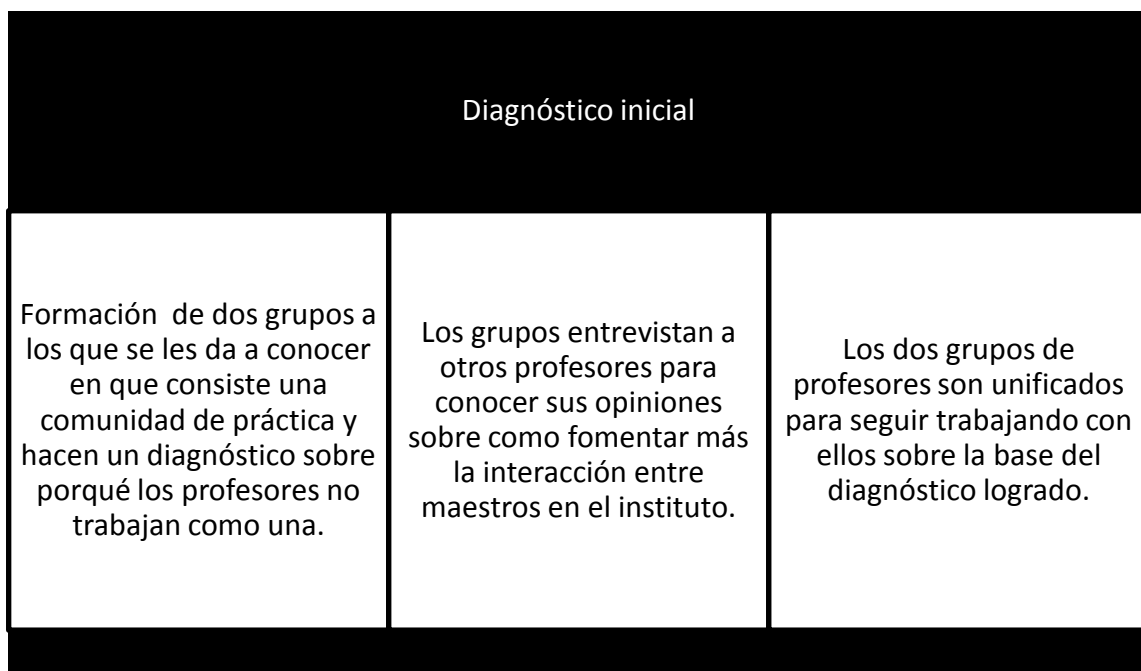 Diagnóstico inicial
Formación de dos grupos a
los que se les da a conocer
en que consiste una
comunidad de práctica y
hacen un diagnóstico sobre
porqué los profesores no
trabajan como una.
Los grupos entrevistan a
otros profesores para
conocer sus opiniones
sobre como fomentar más
la interacción entre
maestros en el instituto.
Los dos grupos de
profesores son unificados
para seguir trabajando con
ellos sobre la base del
diagnóstico logrado.